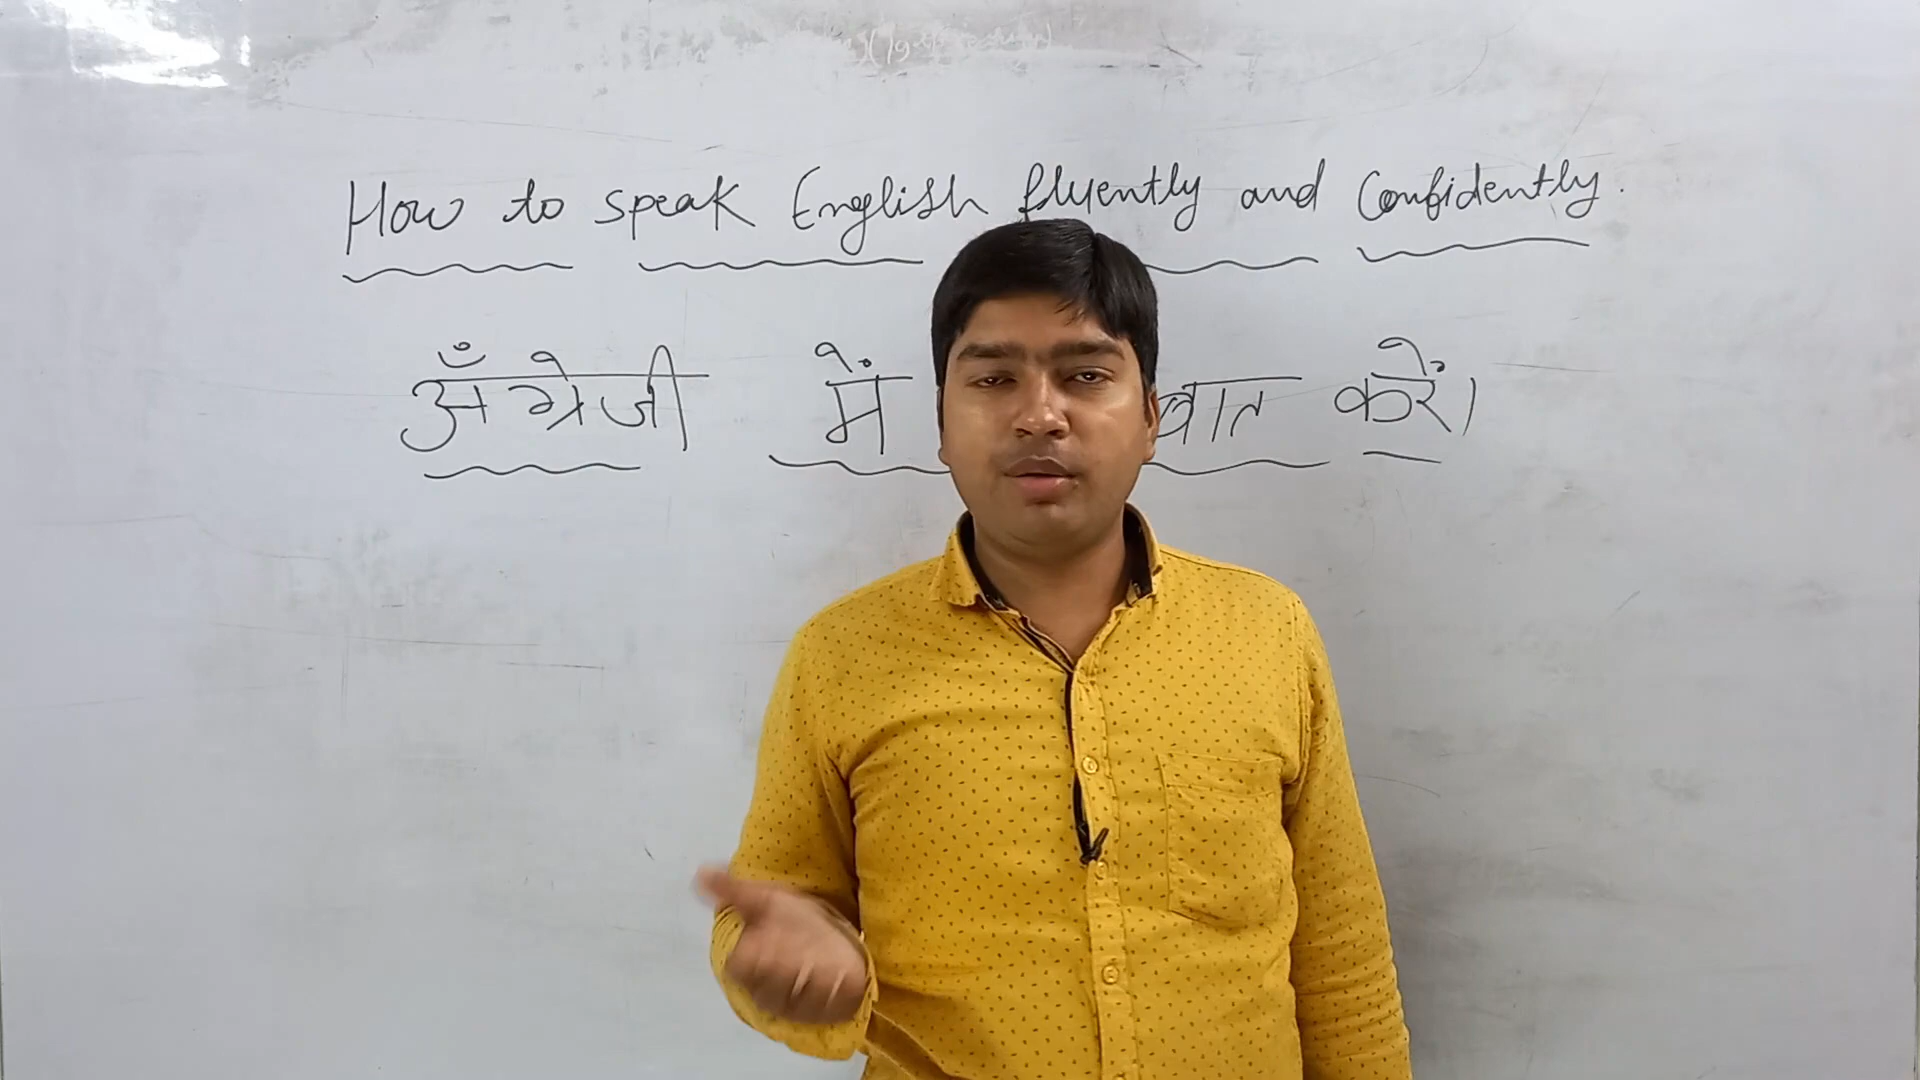 How to speak English fluently and Confidently.
अँग्रेजी में बात करें।